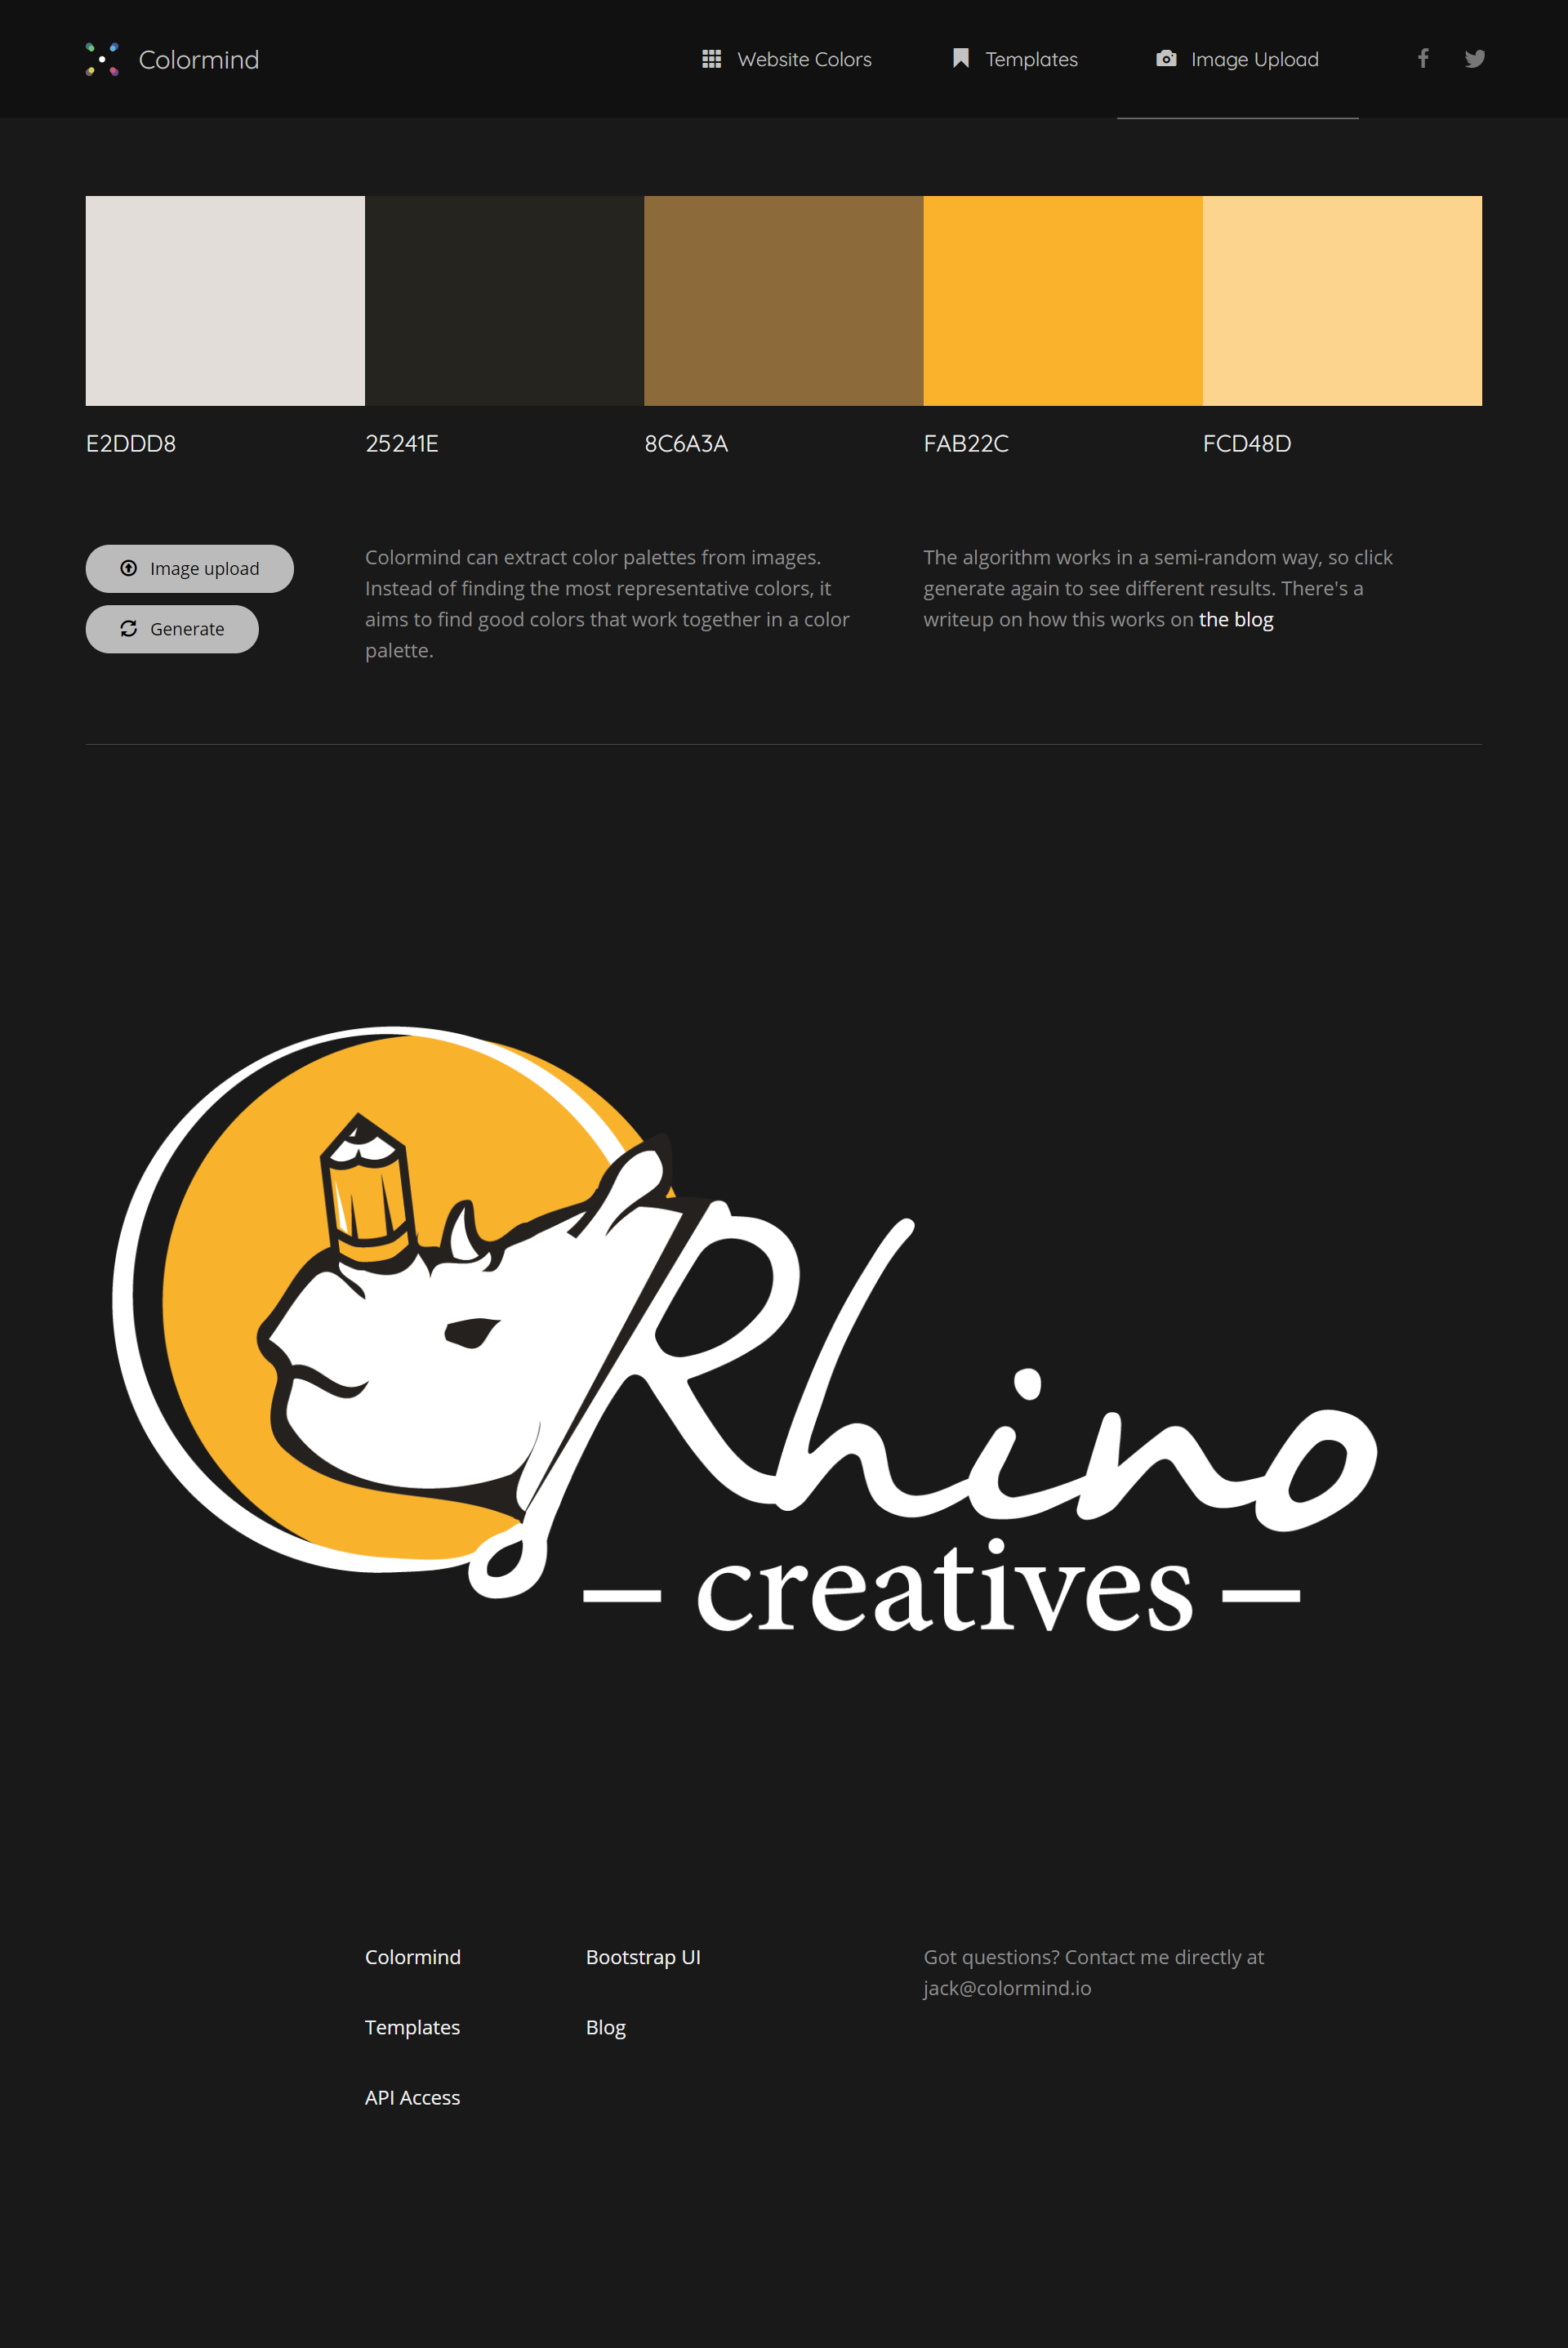 Colormind
Website Colors
Templates
Image Upload
E2DDD8
25241E
8C6A3A
FAB22C
FCD48D
Image upload
Generate
Colormind can extract color palettes from images.
Instead of finding the most representative colors, it
aims to find good colors that work together in a color
palette.
The algorithm works in a semi-random way, so click
generate again to see different results. There's a
writeup on how this works on the blog
Rhino
– creatives –
Colormind
Templates
API Access
Bootstrap UI
Blog
Got questions? Contact me directly at
jack@colormind.io